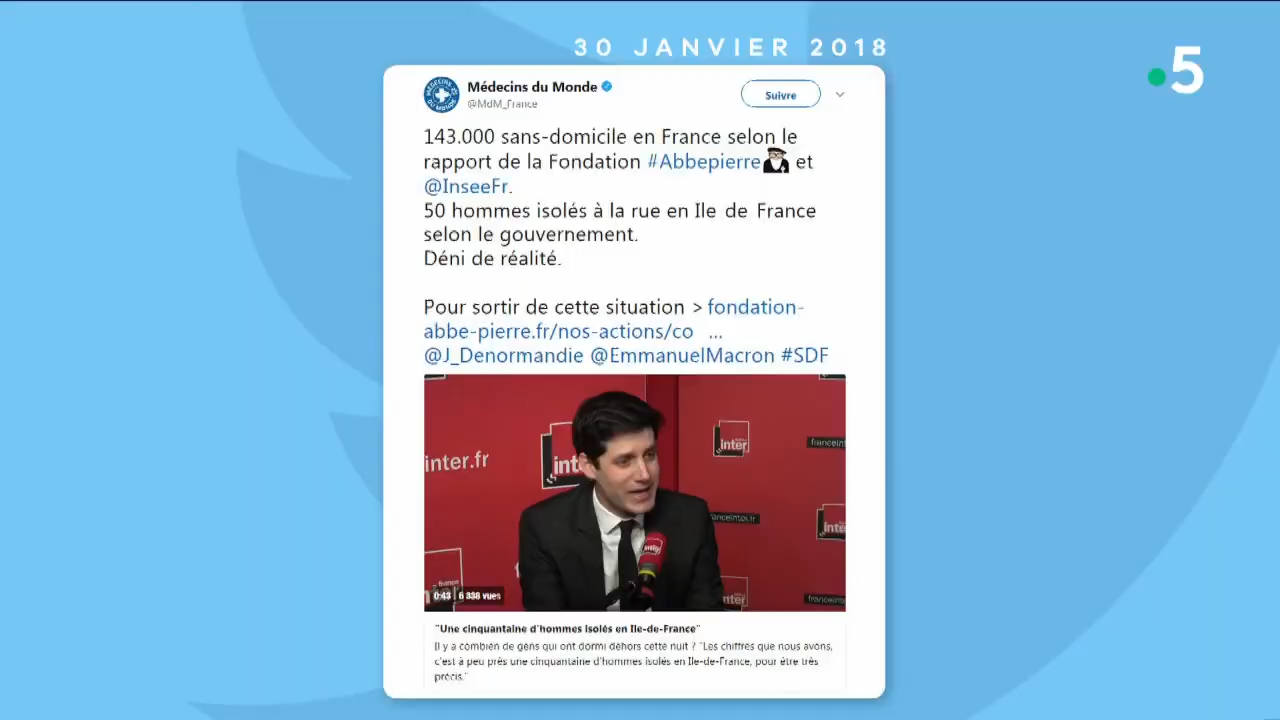 30 JANVIER 2018
5
Médecins du Monde
Suivre
@MdM_France
143.000 sans-domicile en France selon le
rapport de la Fondation #Abbepierre et
@InseeFr.
50 hommes isolés à la rue en Ile de France
selon le gouvernement.
Déni de réalité.
Pour sortir de cette situation > fondation-
abbe-pierre.fr/nos-actions/co ...
@J_Denormandie @EmmanuelMacron #SDF
inter.fr
inter
inter
franceinter.fr
0:43 6 338 vues
"Une cinquantaine d'hommes isolés en Ile-de-France"
Il y a combien de gens qui ont dormi dehors cette nuit ? "Les chiffres que nous avons,
c'est à peu près une cinquantaine d'hommes isolés en Ile-de-France, pour être très
précis."